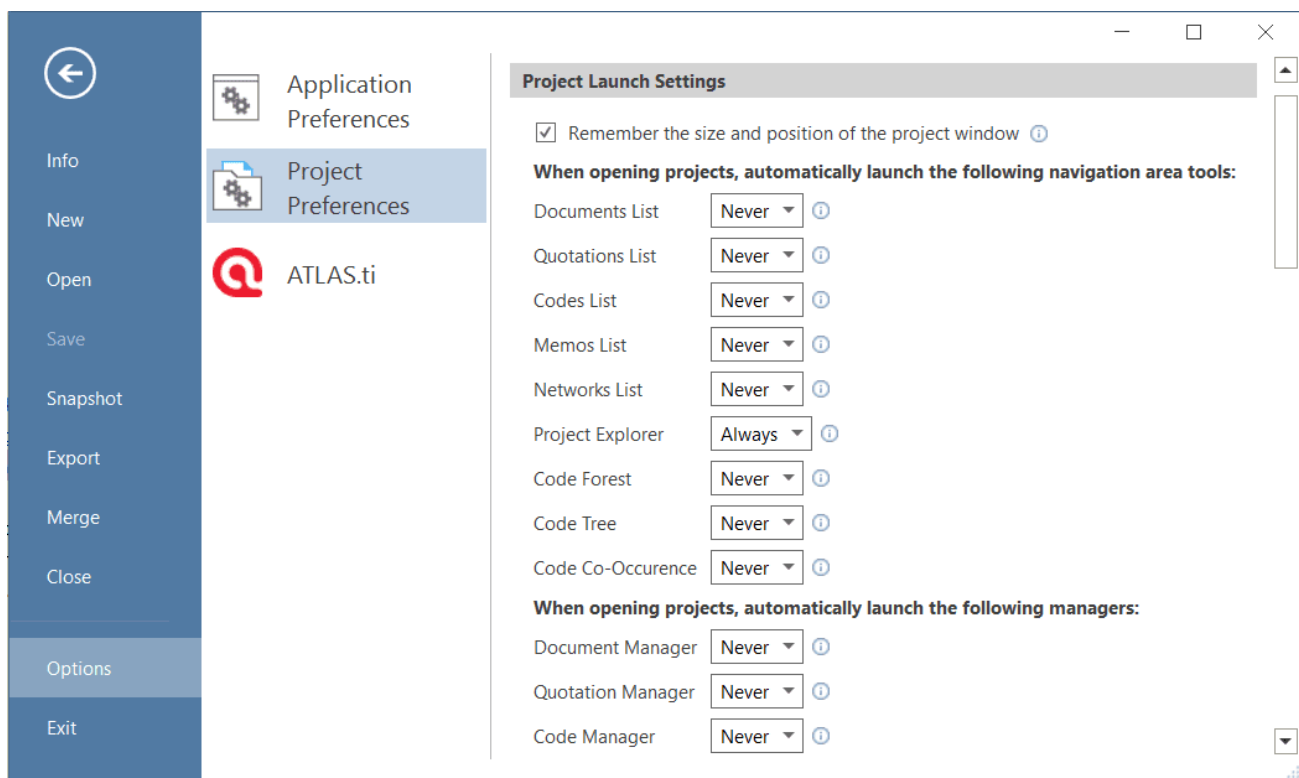 Info
New
Open
Save
Snapshot
Export
Merge
Close
Options
Exit
Application
Preferences
Project
Preferences
ATLAS.ti
Project Launch Settings
Remember the size and position of the project window
When opening projects, automatically launch the following navigation area tools:
Documents List Never
Quotations List Never
Codes List Never
Memos List Never
Networks List Never
Project Explorer Always
Code Forest Never
Code Tree Never
Code Co-Occurence Never
When opening projects, automatically launch the following managers:
Document Manager Never
Quotation Manager Never
Code Manager Never